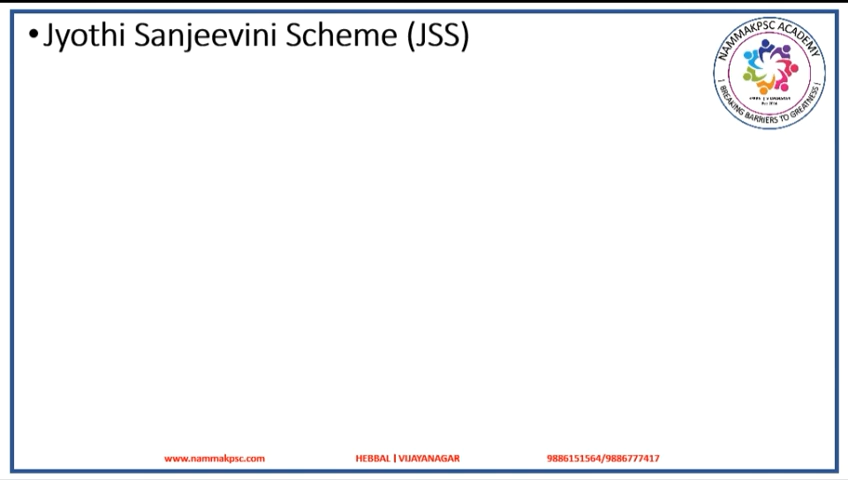 •Jyothi Sanjeevini Scheme (JSS)
NAMMAKPSC ACADEMY
! BREAKING BARRIERS TO GREATNESS !
www.nammakpsc.com
HEBBAL | VIJAYANAGAR
9886151564/9886777417